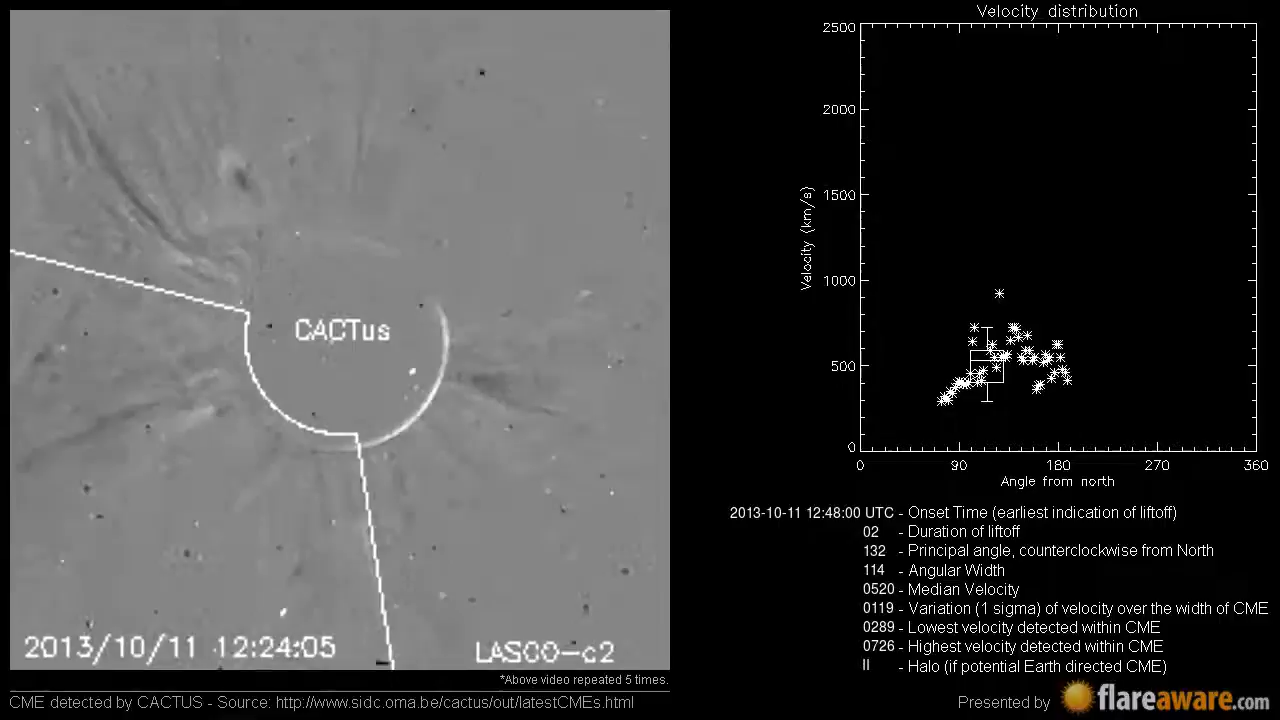 CACTus
2013/10/11 12:24:05
LASCO-c2
*Above video repeated 5 times.
CME detected by CACTUS - Source: http://www.sidc.oma.be/cactus/out/latestCMEs.html
Velocity distribution
2500
2000
1500
1000
500
0
Velocity (km/s)
0 90 180 270 360
Angle from north
2013-10-11 12:48:00 UTC - Onset Time (earliest indication of liftoff)
02 - Duration of liftoff
132 - Principal angle, counterclockwise from North
114 - Angular Width
0520 - Median Velocity
0119 - Variation (1 sigma) of velocity over the width of CME
0289 - Lowest velocity detected within CME
0726 - Highest velocity detected within CME
II - Halo (if potential Earth directed CME)
Presented by flareaware.com